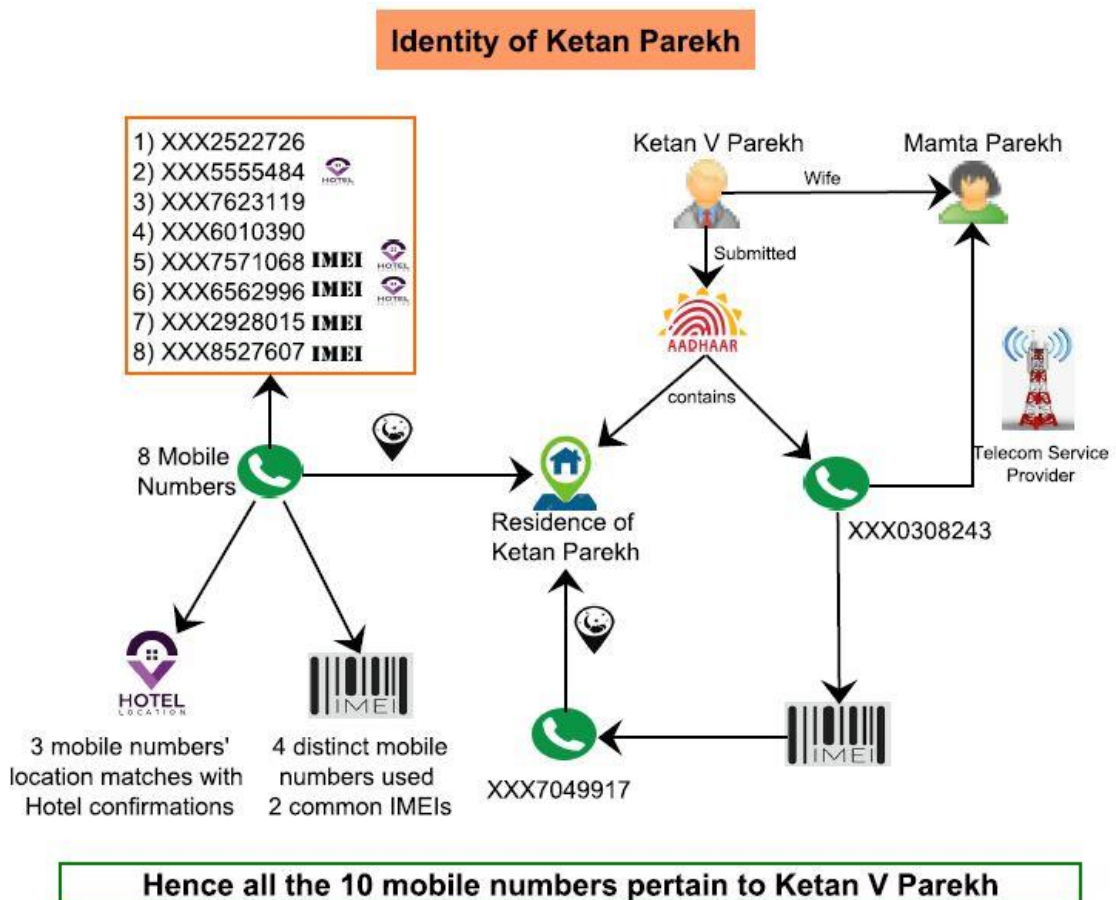 Identity of Ketan Parekh
1) XXX2522726
2) XXX5555484 HOTEL
3) XXX7623119
4) XXX6010390
5) XXX7571068 IMEI HOTEL
6) XXX6562996 IMEI HOTEL
7) XXX2928015 IMEI
8) XXX8527607 IMEI
Ketan V Parekh
Mamta Parekh
Wife
Submitted
AADHAAR
contains
Telecom Service
Provider
8 Mobile
Numbers
Residence of
Ketan Parekh
XXX0308243
HOTEL
LOCATION
IMEI
3 mobile numbers'
location matches with
Hotel confirmations
4 distinct mobile
numbers used
2 common IMEIs
XXX7049917
IMEI
Hence all the 10 mobile numbers pertain to Ketan V Parekh